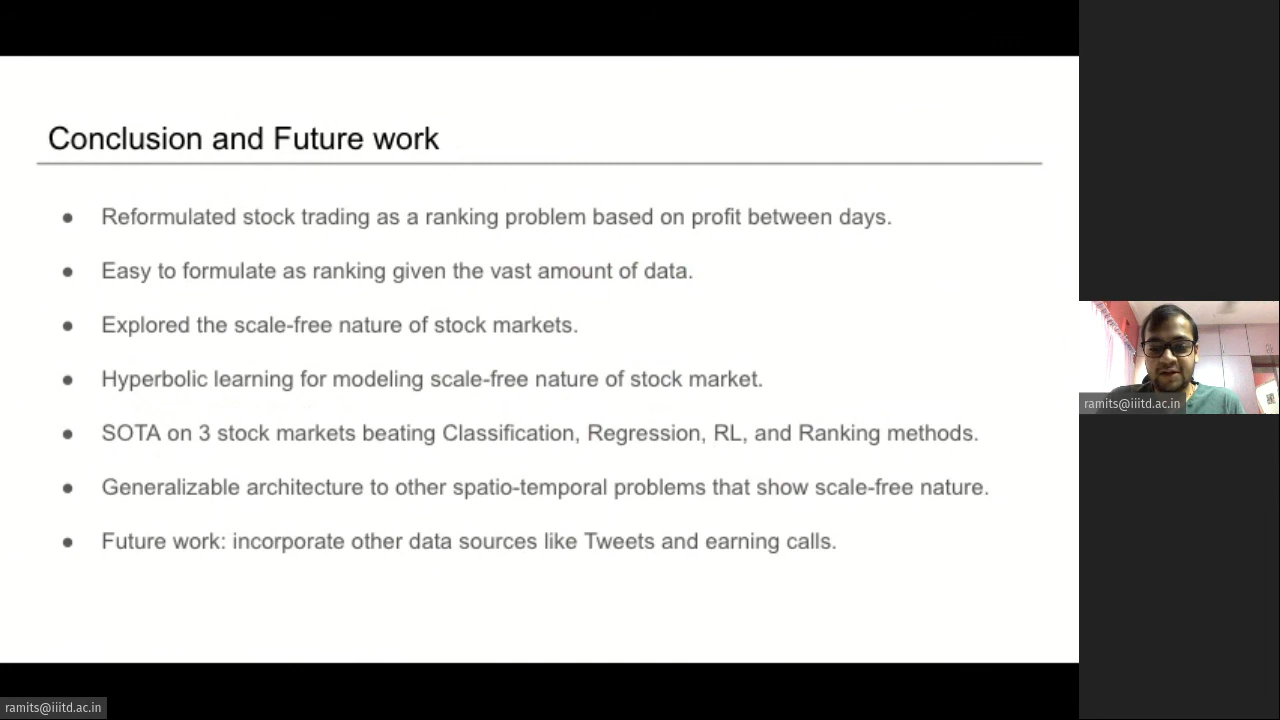 Conclusion and Future work
● Reformulated stock trading as a ranking problem based on profit between days.
● Easy to formulate as ranking given the vast amount of data.
● Explored the scale-free nature of stock markets.
● Hyperbolic learning for modeling scale-free nature of stock market.
● SOTA on 3 stock markets beating Classification, Regression, RL, and Ranking methods.
● Generalizable architecture to other spatio-temporal problems that show scale-free nature.
● Future work: incorporate other data sources like Tweets and earning calls.
ramits@iiitd.ac.in
ramits@iiitd.ac.in